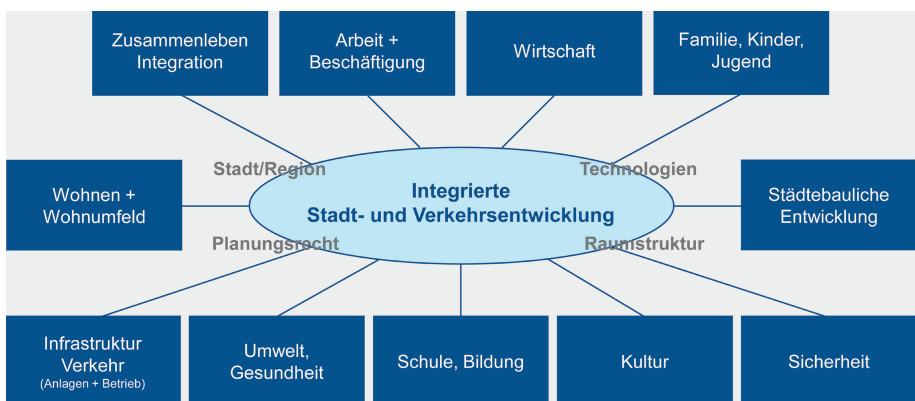 Zusammenleben
Integration
Arbeit +
Beschäftigung
Wirtschaft
Familie, Kinder,
Jugend
Stadt/Region
Technologien
Wohnen +
Wohnumfeld
Integrierte
Stadt- und Verkehrsentwicklung
Städtebauliche
Entwicklung
Planungsrecht
Raumstruktur
Infrastruktur
Verkehr
(Anlagen + Betrieb)
Umwelt,
Gesundheit
Schule, Bildung
Kultur
Sicherheit